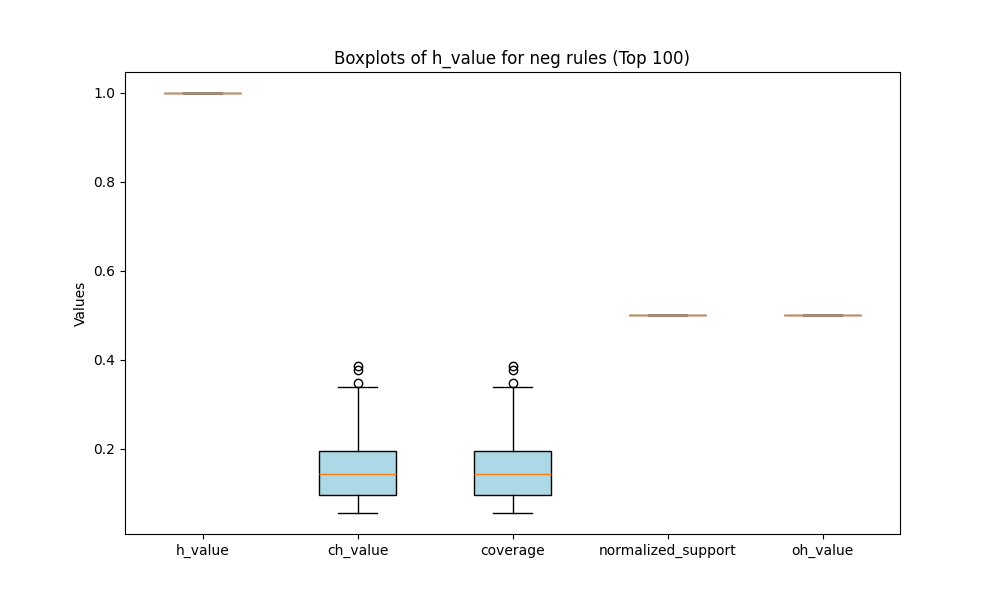 Boxplots of h_value for neg rules (Top 100)
Values
1.0
0.8
0.6
0.4
0.2
h_value
ch_value
coverage
normalized_support
oh_value